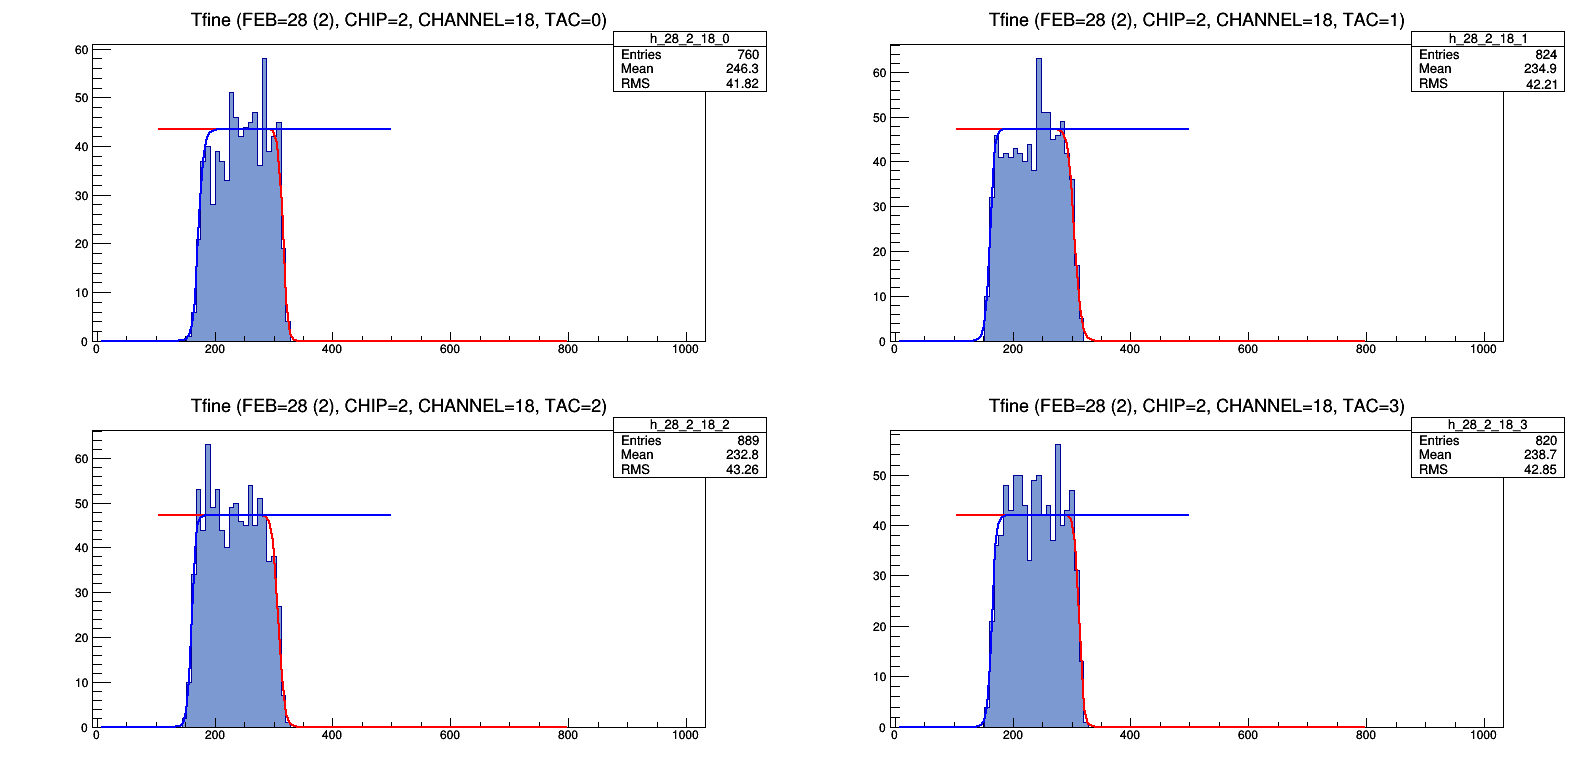 Tfine (FEB=28 (2), CHIP=2, CHANNEL=18, TAC=0)
h_28_2_18_0
Entries 760
Mean 246.3
RMS 41.82
60
50
40
30
20
10
0
0 200 400 600 800 1000
Tfine (FEB=28 (2), CHIP=2, CHANNEL=18, TAC=1)
h_28_2_18_1
Entries 824
Mean 234.9
RMS 42.21
60
50
40
30
20
10
0
0 200 400 600 800 1000
Tfine (FEB=28 (2), CHIP=2, CHANNEL=18, TAC=2)
h_28_2_18_2
Entries 889
Mean 232.8
RMS 43.26
60
50
40
30
20
10
0
0 200 400 600 800 1000
Tfine (FEB=28 (2), CHIP=2, CHANNEL=18, TAC=3)
h_28_2_18_3
Entries 820
Mean 238.7
RMS 42.85
50
40
30
20
10
0
0 200 400 600 800 1000